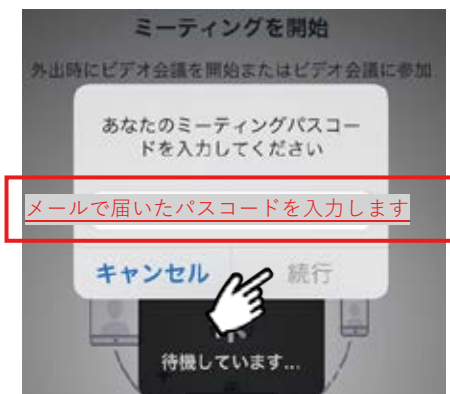 ミーティングを開始
外出時にビデオ会議を開始またはビデオ会議に参加
あなたのミーティングパスコー
ドを入力してください
メールで届いたパスコードを入力します
キャンセル
続行
待機しています...